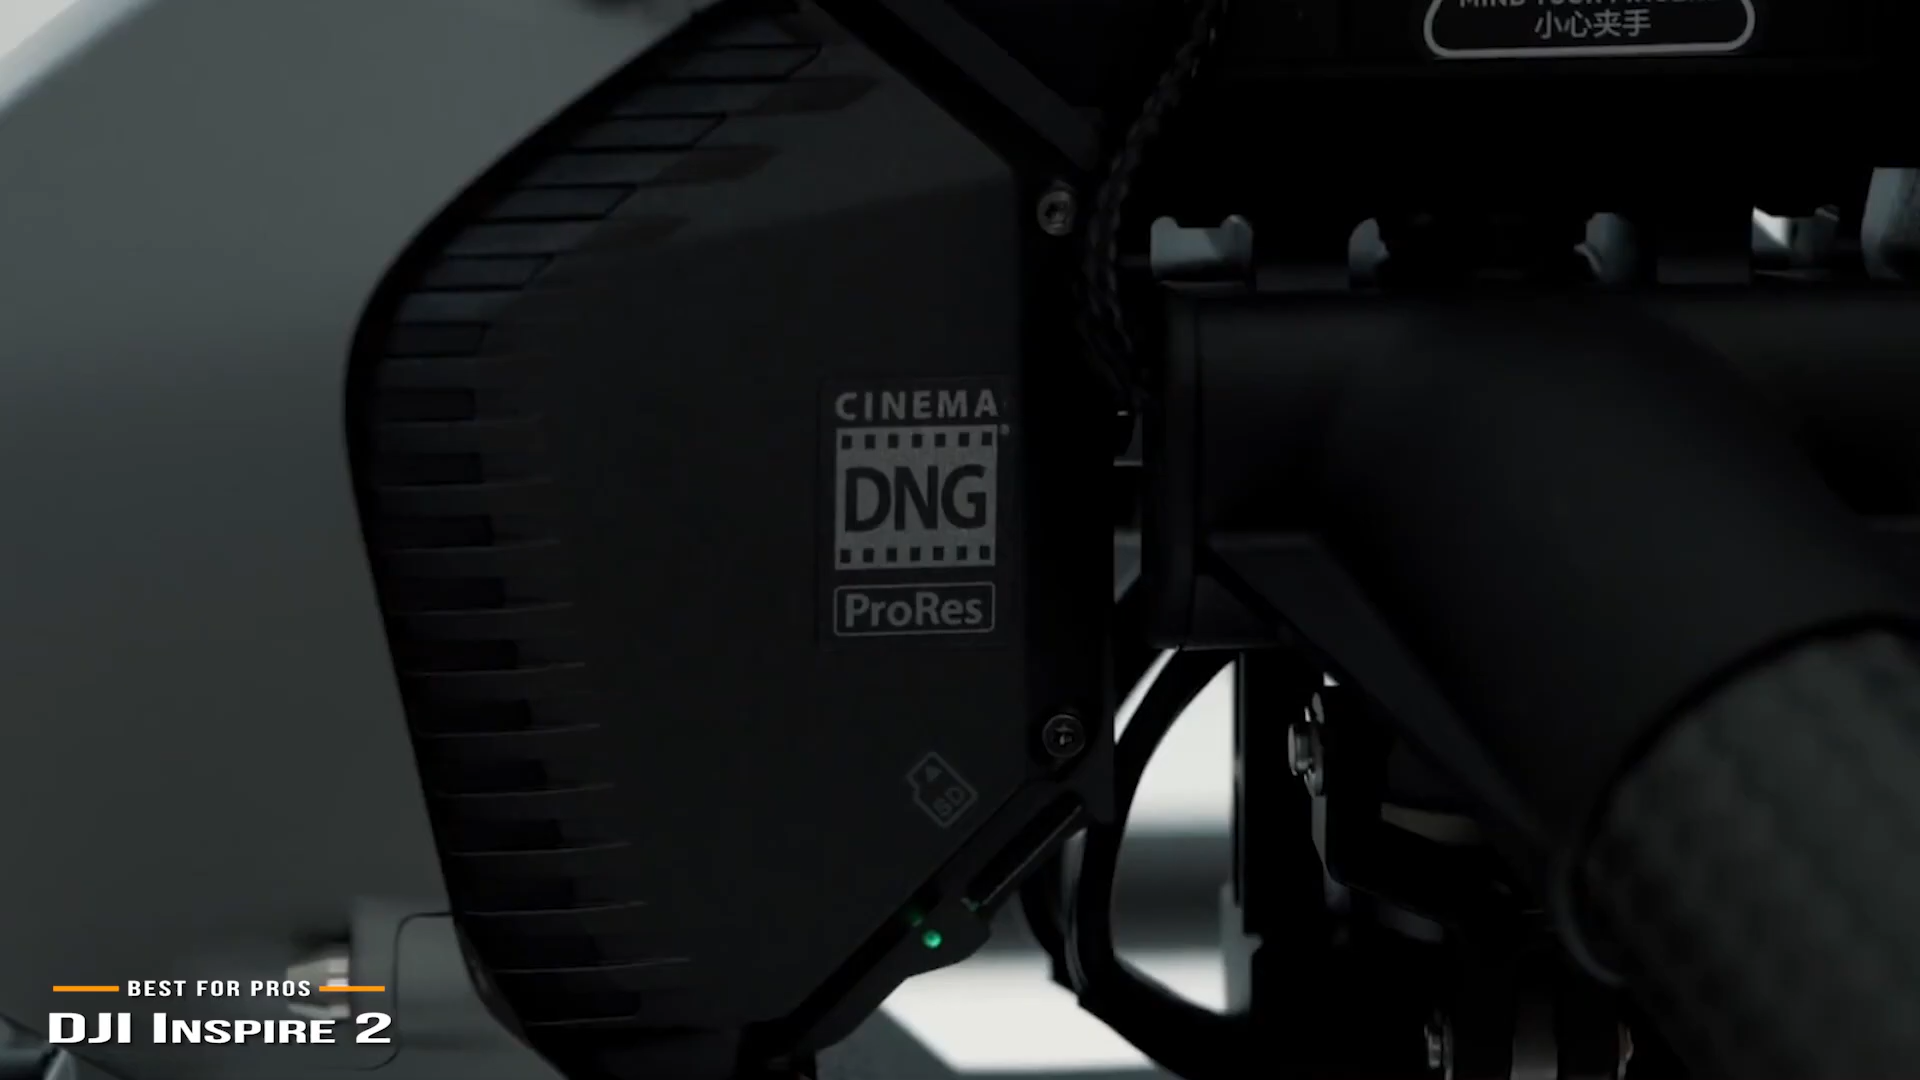 小心夹手
CINEMA
DNG
ProRes
SD
BEST FOR PROS
DJI INSPIRE 2